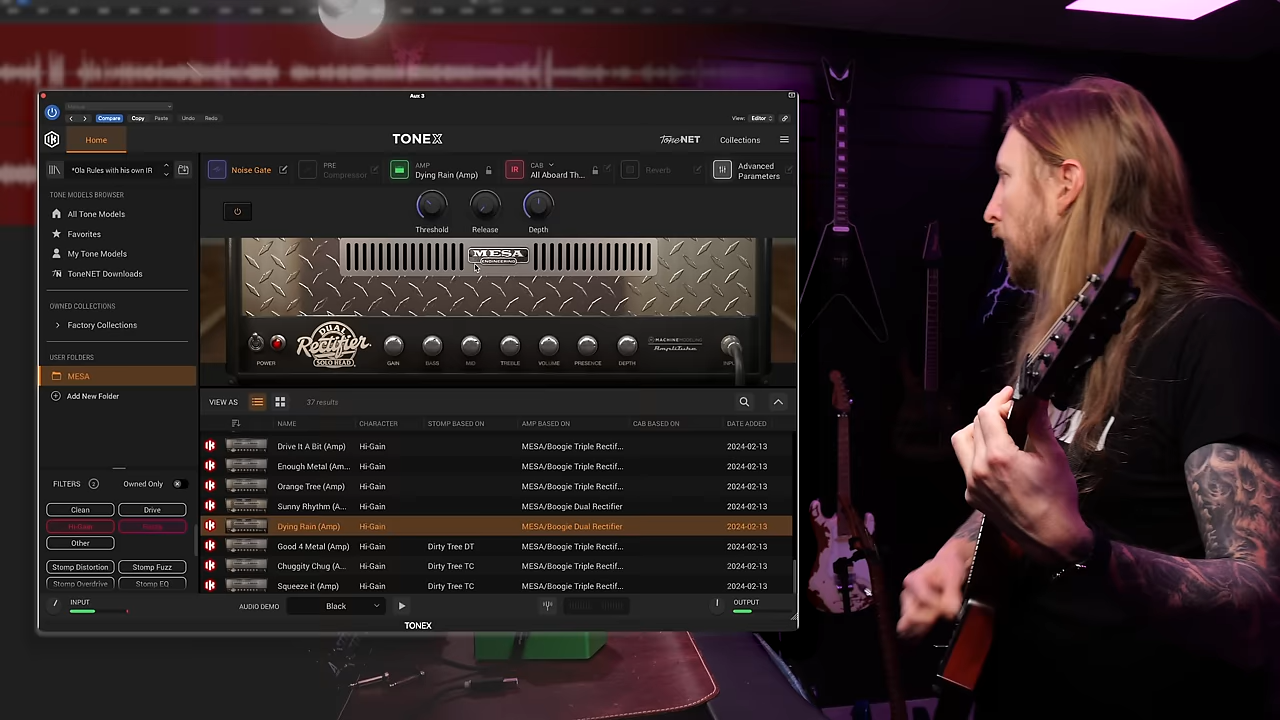 Aux 3
Compare
Copy
Paste
Undo
Redo
View:
Editor
Home
TONEX
ToneNET
Collections
*Ola Rules with his own IR
Noise Gate
PRE
Compressor
AMP
Dying Rain (Amp)
IR
CAB
All Aboard Th...
Reverb
Advanced
Parameters
TONE MODELS BROWSER
All Tone Models
Favorites
My Tone Models
ToneNET Downloads
OWNED COLLECTIONS
Factory Collections
USER FOLDERS
MESA
Add New Folder
Threshold
Release
Depth
MESA
ENGINEERING
DUAL
Rectifier
SOLO HEAD
POWER
GAIN
BASS
MID
TREBLE
VOLUME
PRESENCE
DEPTH
MACHINE MODELING
AmpliTube
VIEW AS
37 results
NAME
CHARACTER
STOMP BASED ON
AMP BASED ON
CAB BASED ON
DATE ADDED
Drive It A Bit (Amp) Hi-Gain MESA/Boogie Triple Rectif... 2024-02-13
Enough Metal (Am... Hi-Gain MESA/Boogie Triple Rectif... 2024-02-13
Orange Tree (Amp) Hi-Gain MESA/Boogie Triple Rectif... 2024-02-13
Sunny Rhythm (A... Hi-Gain MESA/Boogie Dual Rectifier 2024-02-13
Dying Rain (Amp) Hi-Gain MESA/Boogie Dual Rectifier 2024-02-13
Good 4 Metal (Amp) Hi-Gain Dirty Tree DT MESA/Boogie Triple Rectif... 2024-02-13
Chuggity Chug (A... Hi-Gain Dirty Tree TC MESA/Boogie Triple Rectif... 2024-02-13
Squeeze it (Amp) Hi-Gain Dirty Tree TC MESA/Boogie Triple Rectif... 2024-02-13
FILTERS
2
Owned Only
Clean
Drive
Hi-Gain
Other
Stomp Distortion
Stomp Fuzz
Stomp Overdrive
Stomp EQ
INPUT
AUDIO DEMO
Black
OUTPUT
TONEX